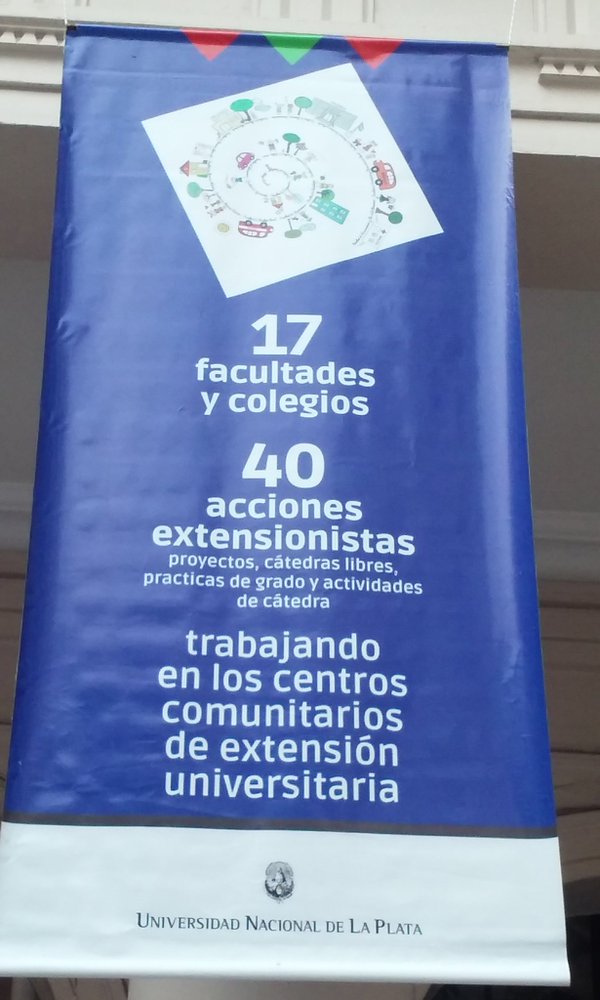 17
facultades
y colegios
40
acciones
extensionistas
proyectos, cátedras libres,
practicas de grado y actividades
de cátedra
trabajando
en los centros
comunitarios
de extensión
universitaria
UNIVERSIDAD NACIONAL DE LA PLATA